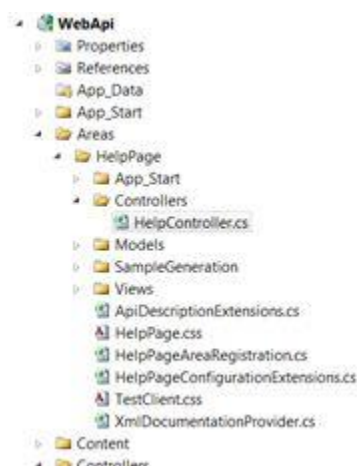 WebApi
Properties
References
App_Data
App_Start
Areas
HelpPage
App_Start
Controllers
HelpController.cs
Models
SampleGeneration
Views
ApiDescriptionExtensions.cs
HelpPage.css
HelpPageAreaRegistration.cs
HelpPageConfigurationExtensions.cs
TestClient.css
XmlDocumentationProvider.cs
Content
Controllers